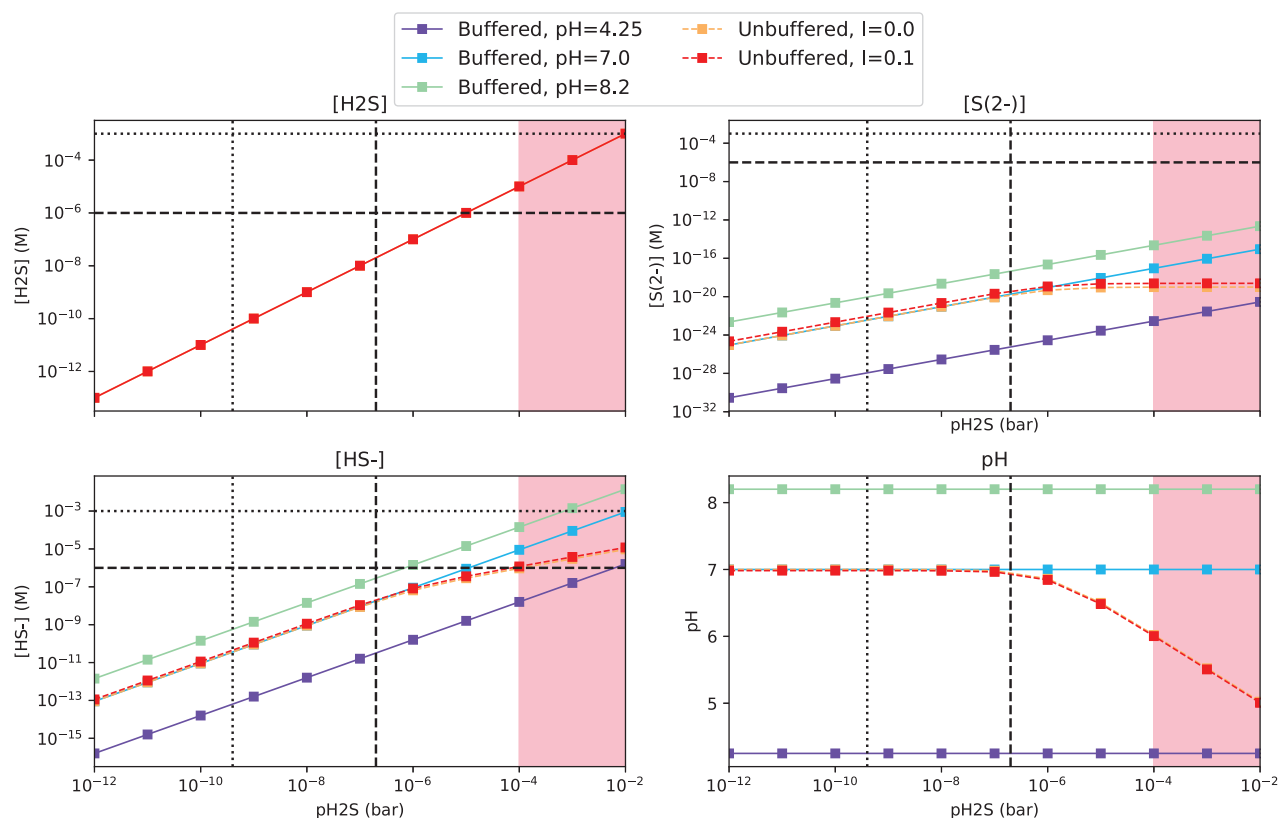 Buffered, pH=4.25
Buffered, pH=7.0
Buffered, pH=8.2
Unbuffered, I=0.0
Unbuffered, I=0.1
[H2S]
[H2S] (M)
10⁻⁴
10⁻⁶
10⁻⁸
10⁻¹⁰
10⁻¹²
[S(2-)]
[S(2-)] (M)
10⁻⁴
10⁻⁸
10⁻¹²
10⁻¹⁶
10⁻²⁰
10⁻²⁴
10⁻²⁸
10⁻³²
pH2S (bar)
[HS-]
[HS-] (M)
10⁻³
10⁻⁵
10⁻⁷
10⁻⁹
10⁻¹¹
10⁻¹³
10⁻¹⁵
10⁻¹² 10⁻¹⁰ 10⁻⁸ 10⁻⁶ 10⁻⁴ 10⁻²
pH2S (bar)
pH
pH
8
7
6
5
10⁻¹² 10⁻¹⁰ 10⁻⁸ 10⁻⁶ 10⁻⁴ 10⁻²
pH2S (bar)